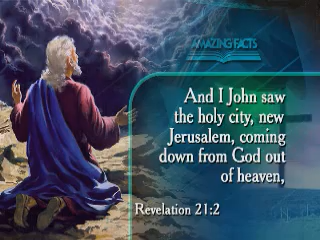 AMAZING FACTS
And I John saw
the holy city, new
Jerusalem, coming
down from God out
of heaven,
Revelation 21:2